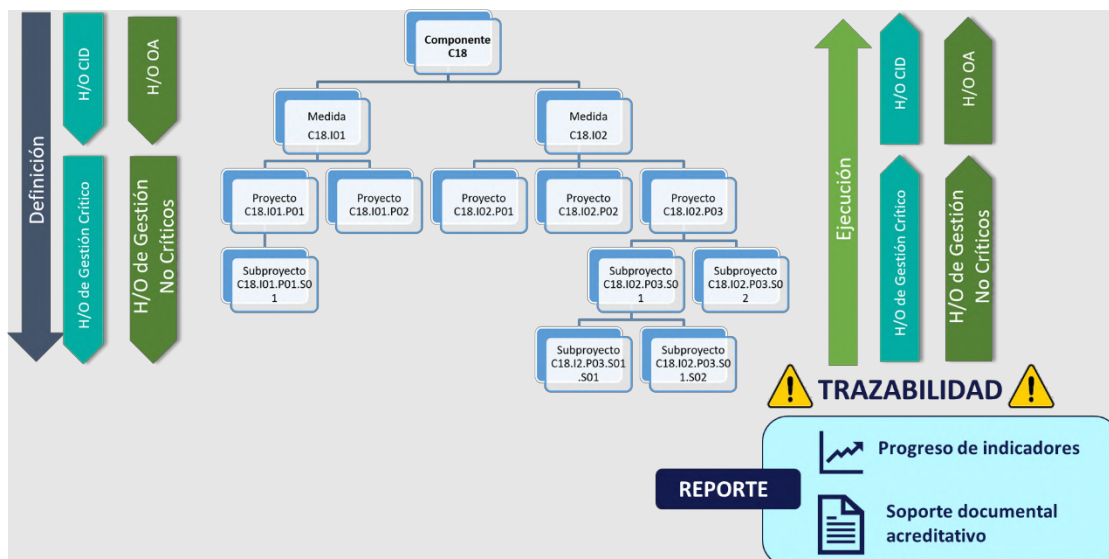 Definición
H/O CID
H/O OA
H/O de Gestión Crítico
H/O de Gestión
No Críticos
Componente
C18
Medida
C18.I01
Medida
C18.I02
Proyecto
C18.I01.P01
Proyecto
C18.I01.P02
Proyecto
C18.I02.P01
Proyecto
C18.I02.P02
Proyecto
C18.I02.P03
Subproyecto
C18.I01.P01.S0
1
Subproyecto
C18.I02.P03.S0
1
Subproyecto
C18.I02.P03.S0
2
Subproyecto
C18.I2.P03.S01
.S01
Subproyecto
C18.I02.P03.S0
1.S02
Ejecución
H/O CID
H/O OA
H/O de Gestión Crítico
H/O de Gestión
No Críticos
TRAZABILIDAD
REPORTE
Progreso de indicadores
Soporte documental
acreditativo